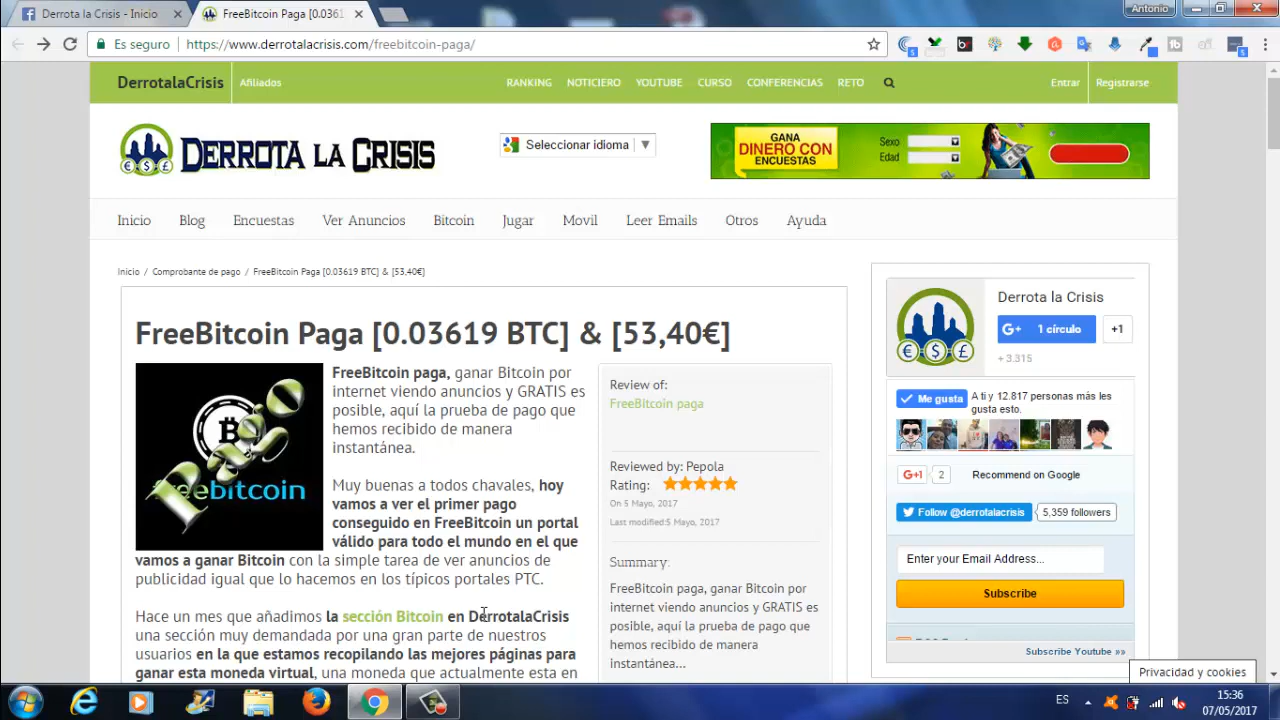 Derrota la Crisis - Inicio
FreeBitcoin Paga [0.0361
Antonio
Es seguro
https://www.derrotalacrisis.com/freebitcoin-paga/
DerrotalaCrisis
Afiliados
RANKING
NOTICIERO
YOUTUBE
CURSO
CONFERENCIAS
RETO
Entrar
Registrarse
DERROTA LA CRISIS
Seleccionar idioma
GANA
DINERO CON
ENCUESTAS
Sexo
Edad
Inicio
Blog
Encuestas
Ver Anuncios
Bitcoin
Jugar
Movil
Leer Emails
Otros
Ayuda
Inicio / Comprobante de pago / FreeBitcoin Paga [0.03619 BTC] & [53,40€]
FreeBitcoin Paga [0.03619 BTC] & [53,40€]
Pago
freebitcoin
FreeBitcoin paga, ganar Bitcoin por
internet viendo anuncios y GRATIS es
posible, aquí la prueba de pago que
hemos recibido de manera
instantánea.
Muy buenas a todos chavales, hoy
vamos a ver el primer pago
conseguido en FreeBitcoin un portal
válido para todo el mundo en el que
vamos a ganar Bitcoin con la simple tarea de ver anuncios de
publicidad igual que lo hacemos en los típicos portales PTC.
Hace un mes que añadimos la sección Bitcoin en DerrotalaCrisis
una sección muy demandada por una gran parte de nuestros
usuarios en la que estamos recopilando las mejores páginas para
ganar esta moneda virtual, una moneda que actualmente esta en
Review of:
FreeBitcoin paga
Reviewed by: Pepola
Rating:
On 5 Mayo, 2017
Last modified:5 Mayo, 2017
Summary:
FreeBitcoin paga, ganar Bitcoin por
internet viendo anuncios y GRATIS es
posible, aquí la prueba de pago que
hemos recibido de manera
instantánea...
Derrota la Crisis
G+ 1 círculo
+1
+ 3.315
Me gusta
A ti y 12.817 personas más les
gusta esto.
G+1
2
Recommend on Google
Follow @derrotalacrisis
5,359 followers
Enter your Email Address...
Subscribe
Subscribe Youtube »»
Privacidad y cookies
ES
15:36
07/05/2017